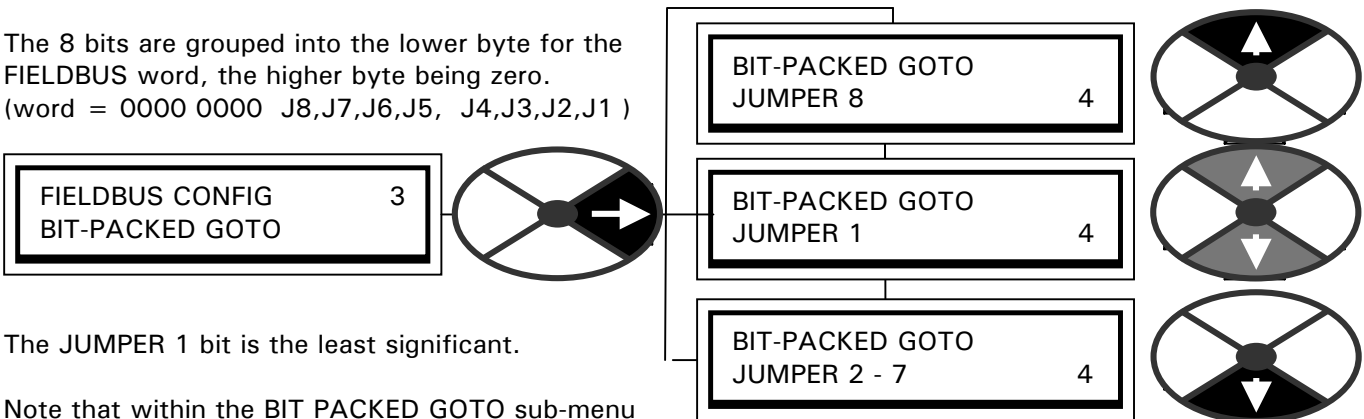 The 8 bits are grouped into the lower byte for the
FIELDBUS word, the higher byte being zero.
(word = 0000 0000 J8,J7,J6,J5, J4,J3,J2,J1 )
FIELDBUS CONFIG 3
BIT-PACKED GOTO
BIT-PACKED GOTO
JUMPER 8 4
BIT-PACKED GOTO
JUMPER 1 4
BIT-PACKED GOTO
JUMPER 2 - 7 4
The JUMPER 1 bit is the least significant.
Note that within the BIT PACKED GOTO sub-menu